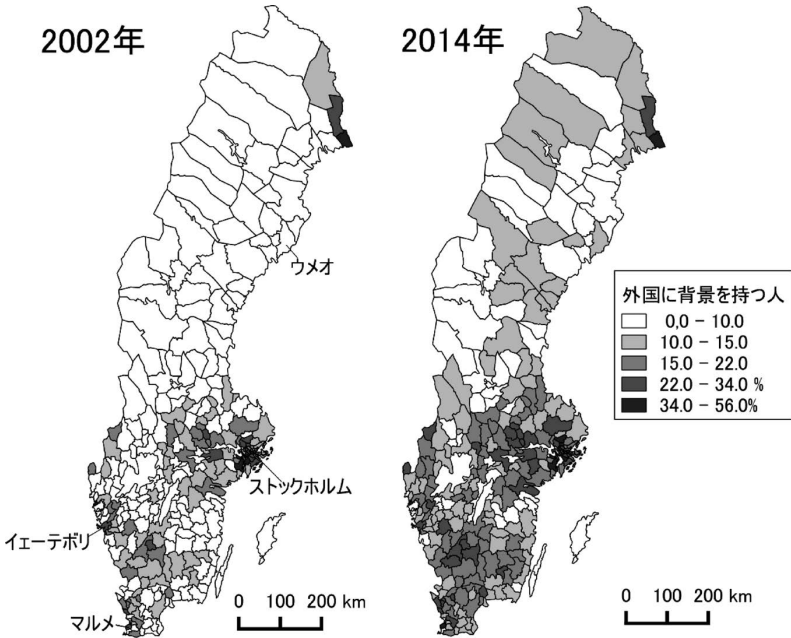 2002年
2014年
ウメオ
ストックホルム
イェーテボリ
マルメ
0 100 200 km
外国に背景を持つ人
0,0 - 10.0
10.0 - 15.0
15.0 - 22.0
22.0 - 34.0 %
34.0 - 56.0%
0 100 200 km